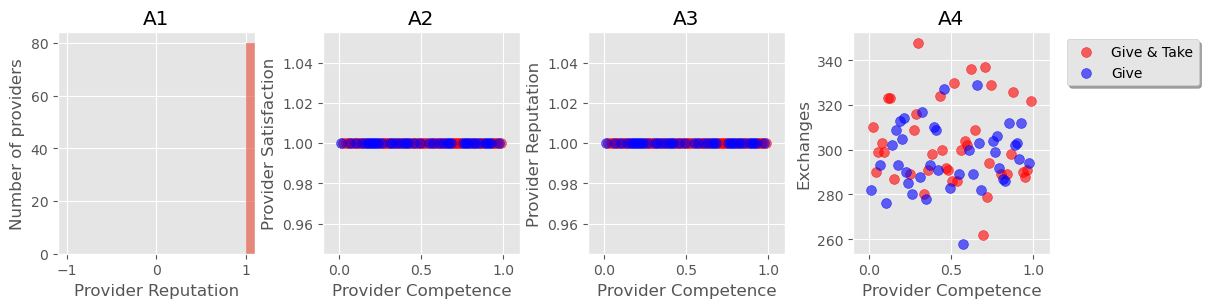 A1
A2
A3
A4
Number of providers
80
60
40
20
0
−1
0
1
Provider Reputation
Provider Satisfaction
1.04
1.02
1.00
0.98
0.96
0.0
0.5
1.0
Provider Competence
Provider Reputation
1.04
1.02
1.00
0.98
0.96
0.0
0.5
1.0
Provider Competence
Exchanges
340
320
300
280
260
0.0
0.5
1.0
Provider Competence
Give & Take
Give